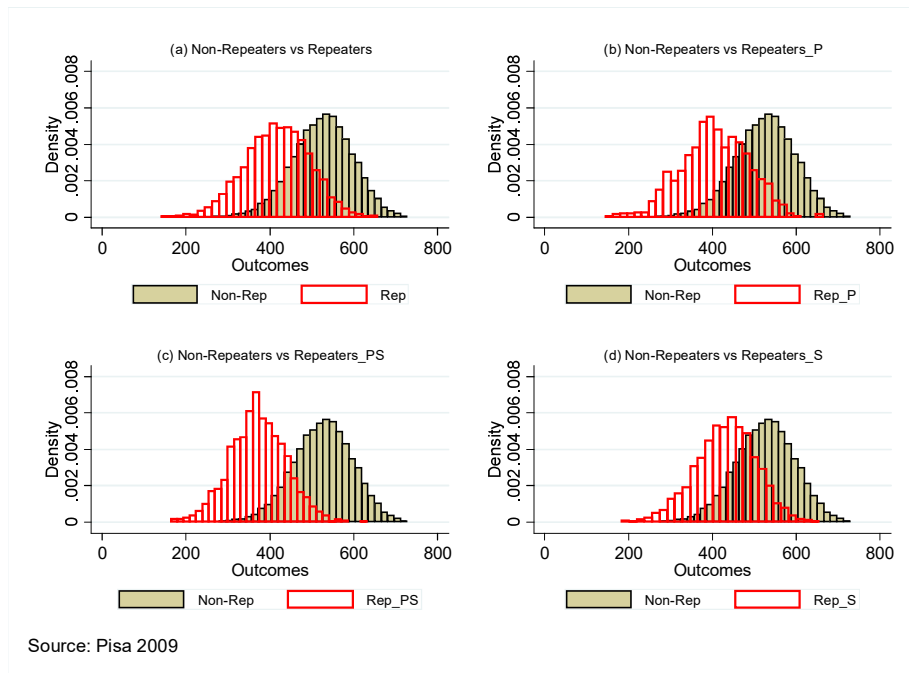 (a) Non-Repeaters vs Repeaters
Density
0 .002 .004 .006 .008
0 200 400 600 800
Outcomes
Non-Rep Rep
(b) Non-Repeaters vs Repeaters_P
Density
0 .002 .004 .006 .008
0 200 400 600 800
Outcomes
Non-Rep Rep_P
(c) Non-Repeaters vs Repeaters_PS
Density
0 .002 .004 .006 .008
0 200 400 600 800
Outcomes
Non-Rep Rep_PS
(d) Non-Repeaters vs Repeaters_S
Density
0 .002 .004 .006 .008
0 200 400 600 800
Outcomes
Non-Rep Rep_S
Source: Pisa 2009